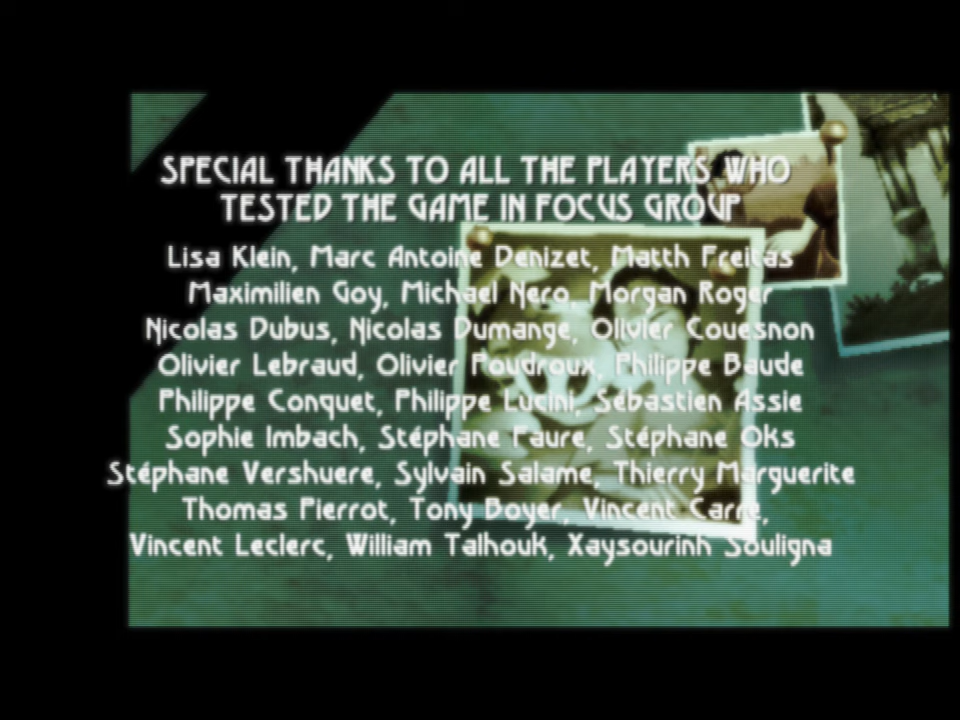 SPECIAL THANKS TO ALL THE PLAYERS WHO
TESTED THE GAME IN FOCUS GROUP
Lisa Klein, Marc Antoine Denizet, Matth Freitas
Maximilien Goy, Michael Nero, Morgan Roger
Nicolas Dubus, Nicolas Dumange, Olivier Couesnon
Olivier Lebraud, Olivier Poudroux, Philippe Baude
Philippe Conquet, Philippe Lucini, Sébastien Assie
Sophie Imbach, Stéphane Faure, Stéphane Oks
Stéphane Vershuere, Sylvain Salame, Thierry Marguerite
Thomas Pierrot, Tony Boyer, Vincent Carre,
Vincent Leclerc, William Talhouk, Xaysourinh Souligna